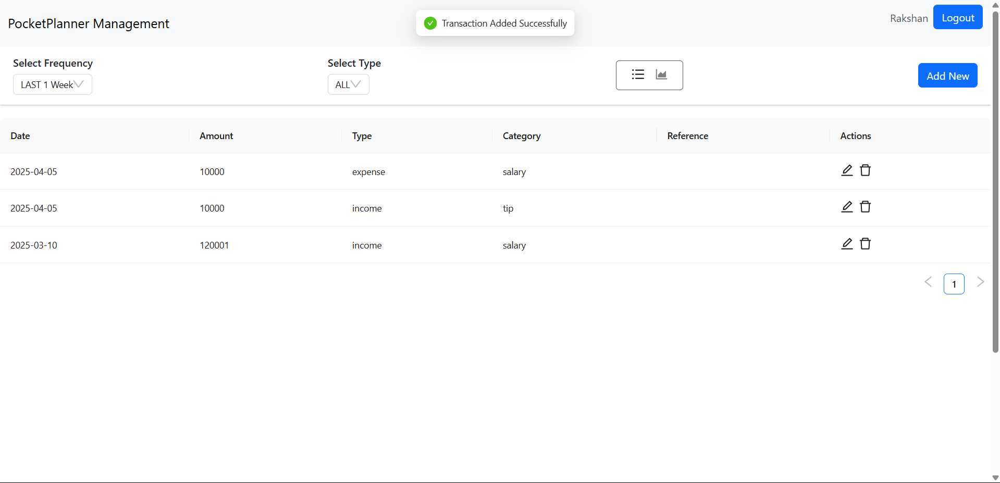 PocketPlanner Management
Transaction Added Successfully
Rakshan
Logout
Select Frequency
LAST 1 Week
Select Type
ALL
Add New
Date Amount Type Category Reference Actions
2025-04-05 10000 expense salary
2025-04-05 10000 income tip
2025-03-10 120001 income salary
1